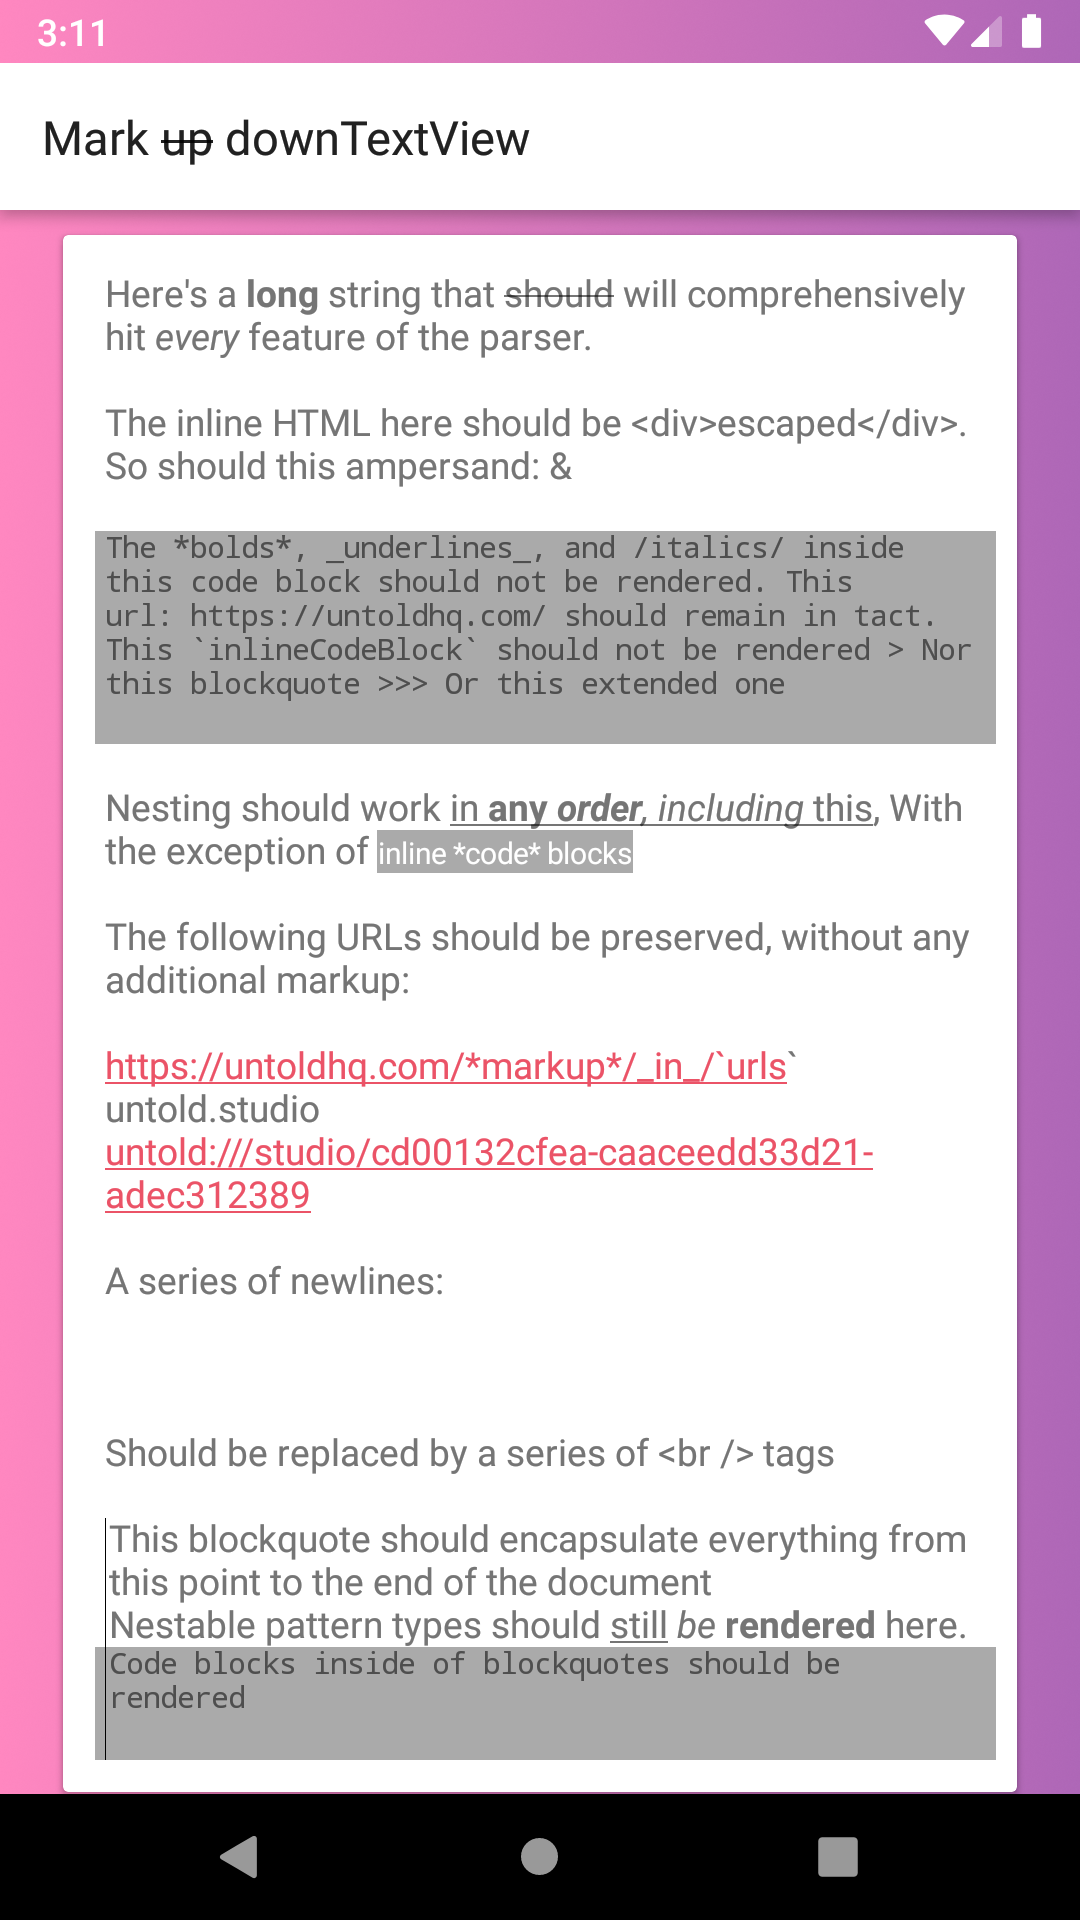 3:11
Mark up downTextView
Here's a long string that should will comprehensively
hit every feature of the parser.
The inline HTML here should be <div>escaped</div>.
So should this ampersand: &
The *bolds*, _underlines_, and /italics/ inside
this code block should not be rendered. This
url: https://untoldhq.com/ should remain in tact.
This `inlineCodeBlock` should not be rendered > Nor
this blockquote >>> Or this extended one
Nesting should work in any order, including this, With
the exception of inline *code* blocks
The following URLs should be preserved, without any
additional markup:
https://untoldhq.com/*markup*/_in_/`urls`
untold.studio
untold:///studio/cd00132cfea-caaceedd33d21-
adec312389
A series of newlines:
Should be replaced by a series of <br /> tags
This blockquote should encapsulate everything from
this point to the end of the document
Nestable pattern types should still be rendered here.
Code blocks inside of blockquotes should be
rendered